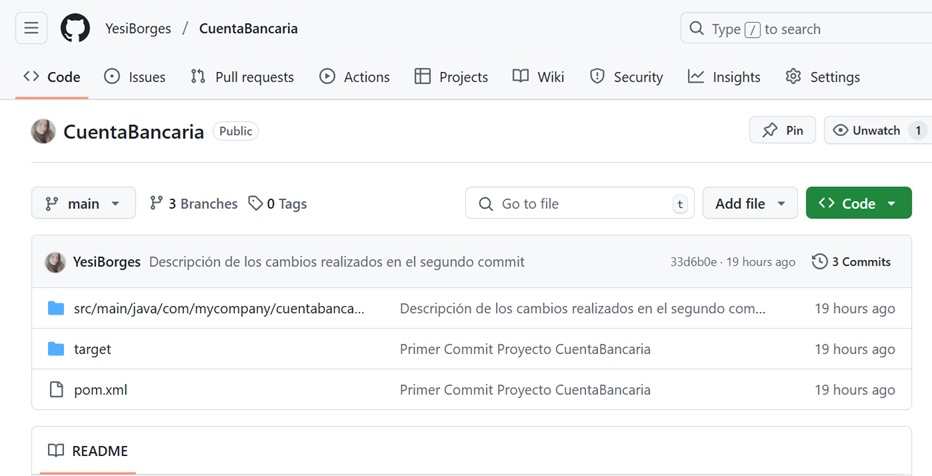 YesiBorges / CuentaBancaria
Type / to search
Code Issues Pull requests Actions Projects Wiki Security Insights Settings
CuentaBancaria Public
Pin
Unwatch 1
main 3 Branches 0 Tags
Go to file t
Add file
Code
YesiBorges Descripción de los cambios realizados en el segundo commit 33d6b0e · 19 hours ago 3 Commits
src/main/java/com/mycompany/cuentabanca... Descripción de los cambios realizados en el segundo com... 19 hours ago
target Primer Commit Proyecto CuentaBancaria 19 hours ago
pom.xml Primer Commit Proyecto CuentaBancaria 19 hours ago
README